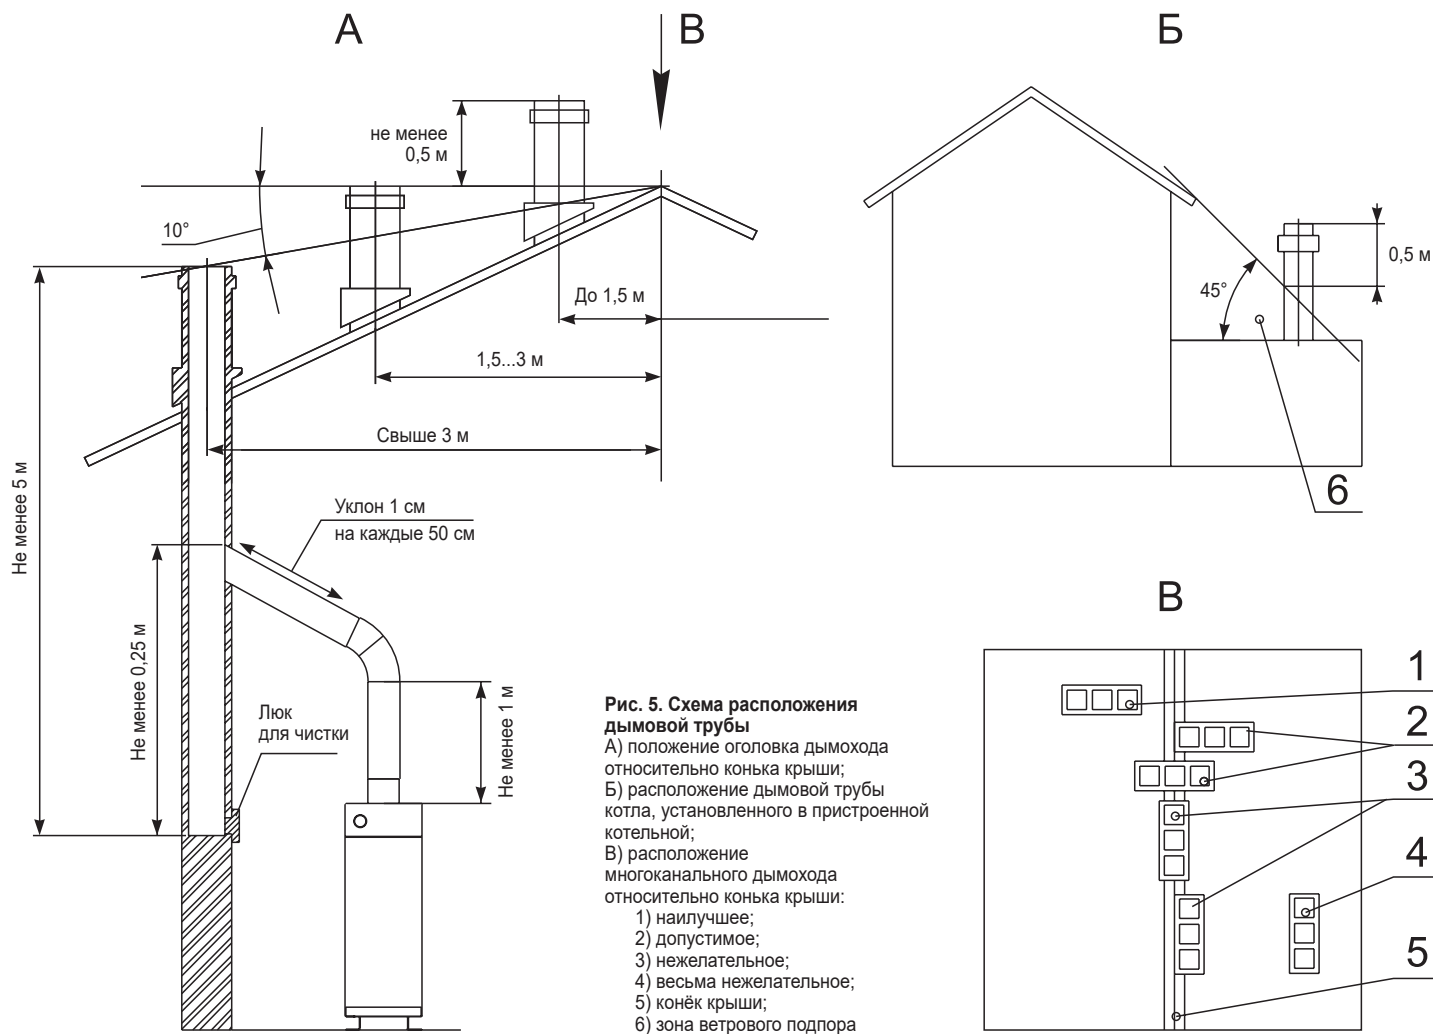 А
В
Б
не менее
0,5 м
10°
До 1,5 м
1,5...3 м
Свыше 3 м
Не менее 5 м
Уклон 1 см
на каждые 50 см
Не менее 0,25 м
Люк
для чистки
Не менее 1 м
45°
0,5 м
6
Рис. 5. Схема расположения
дымовой трубы
А) положение оголовка дымохода
относительно конька крыши;
Б) расположение дымовой трубы
котла, установленного в пристроенной
котельной;
В) расположение
многоканального дымохода
относительно конька крыши:
1) наилучшее;
2) допустимое;
3) нежелательное;
4) весьма нежелательное;
5) конёк крыши;
6) зона ветрового подпора
В
1
2
3
4
5